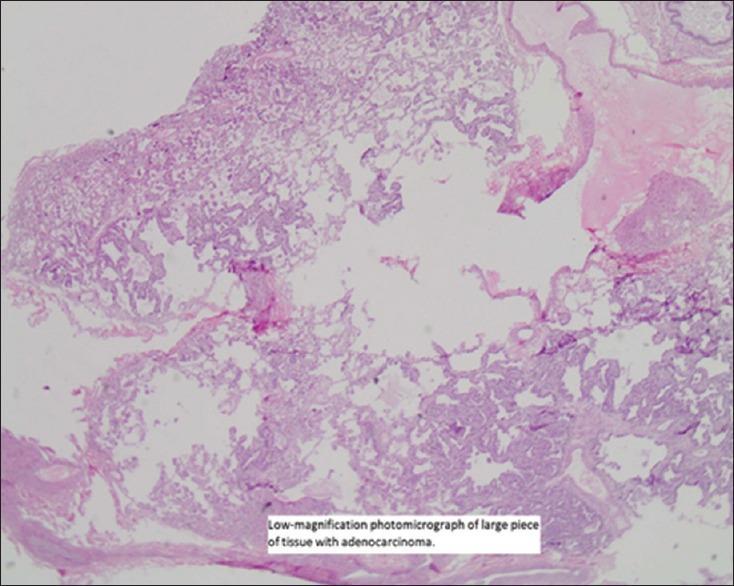 Low-magnification photomicrograph of large piece
of tissue with adenocarcinoma.